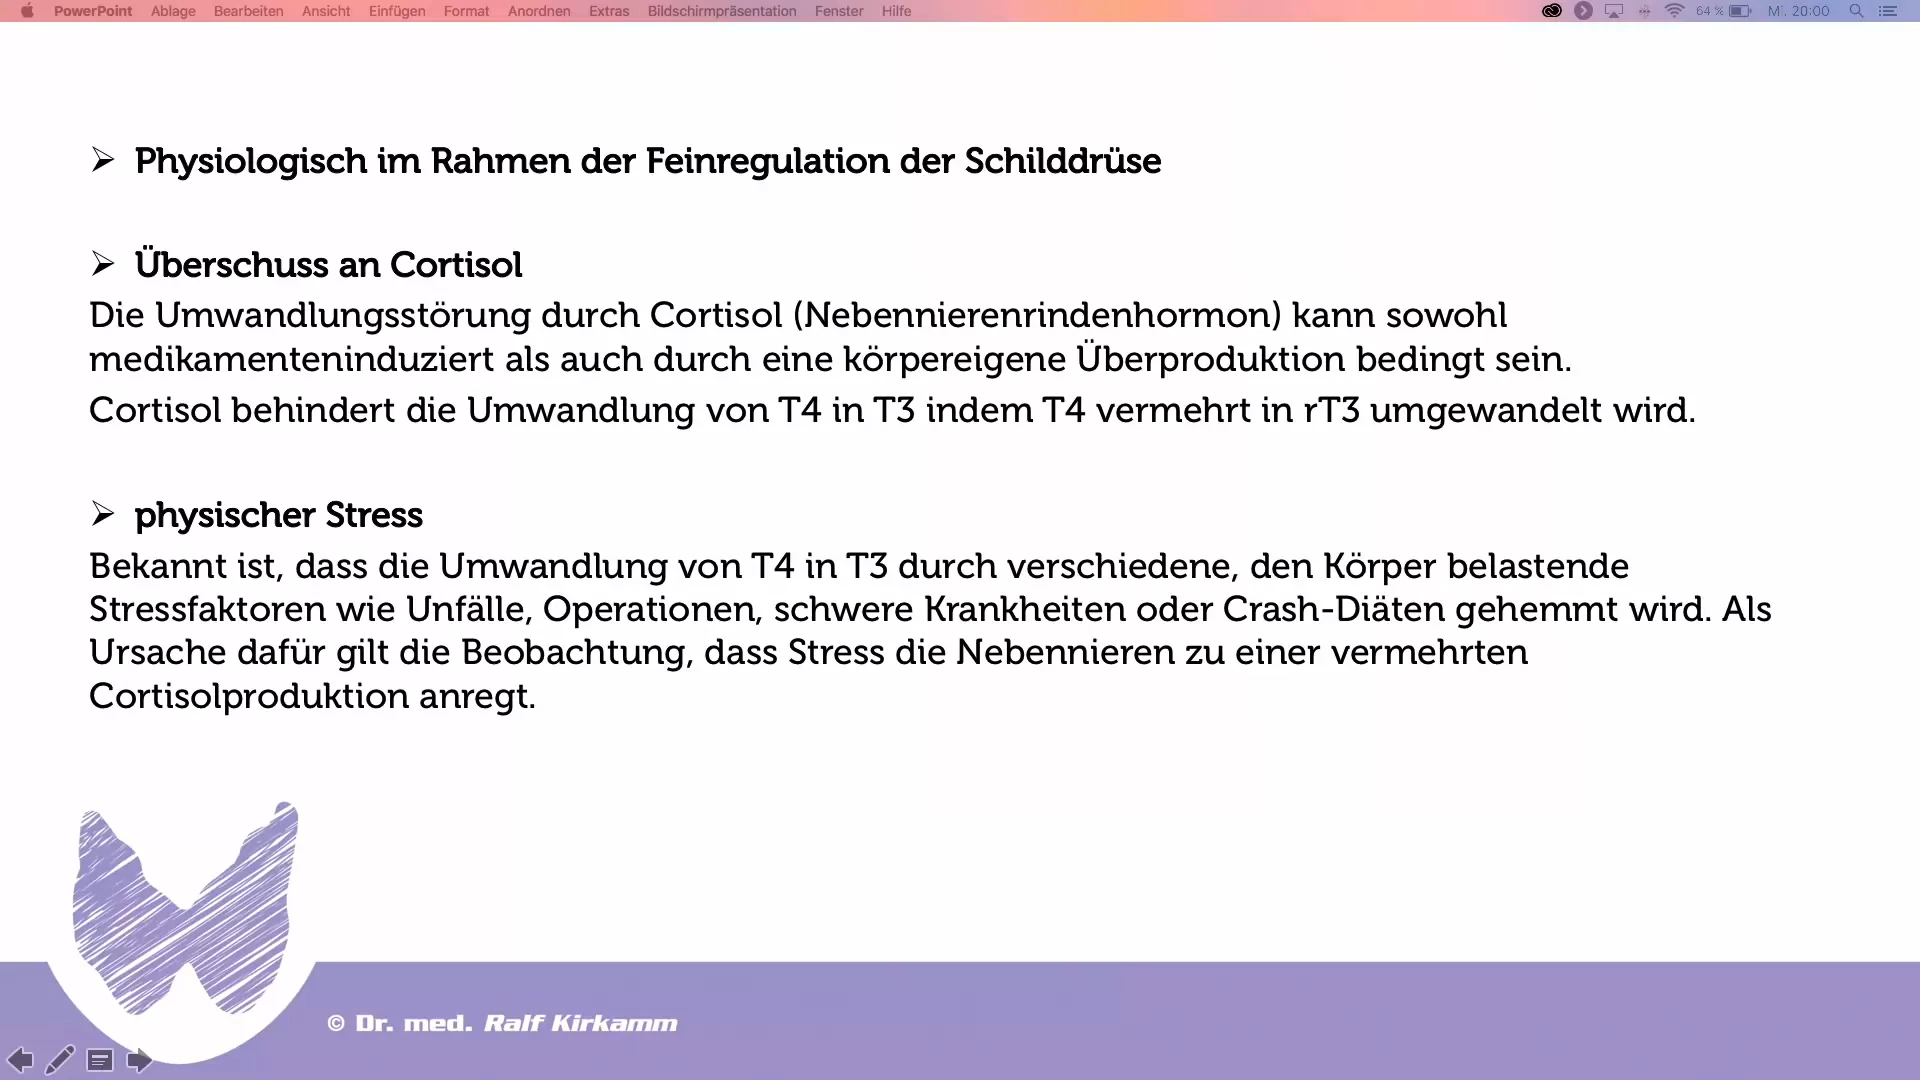 PowerPoint Ablage Bearbeiten Ansicht Einfügen Format Anordnen Extras Bildschirmpräsentation Fenster Hilfe 64 % 20:00
➢ Physiologisch im Rahmen der Feinregulation der Schilddrüse
➢ Überschuss an Cortisol
Die Umwandlungsstörung durch Cortisol (Nebennierenrindenhormon) kann sowohl
medikamenteninduziert als auch durch eine körpereigene Überproduktion bedingt sein.
Cortisol behindert die Umwandlung von T4 in T3 indem T4 vermehrt in rT3 umgewandelt wird.
➢ physischer Stress
Bekannt ist, dass die Umwandlung von T4 in T3 durch verschiedene, den Körper belastende
Stressfaktoren wie Unfälle, Operationen, schwere Krankheiten oder Crash-Diäten gehemmt wird. Als
Ursache dafür gilt die Beobachtung, dass Stress die Nebennieren zu einer vermehrten
Cortisolproduktion anregt.
© Dr. med. Ralf Kirkamm